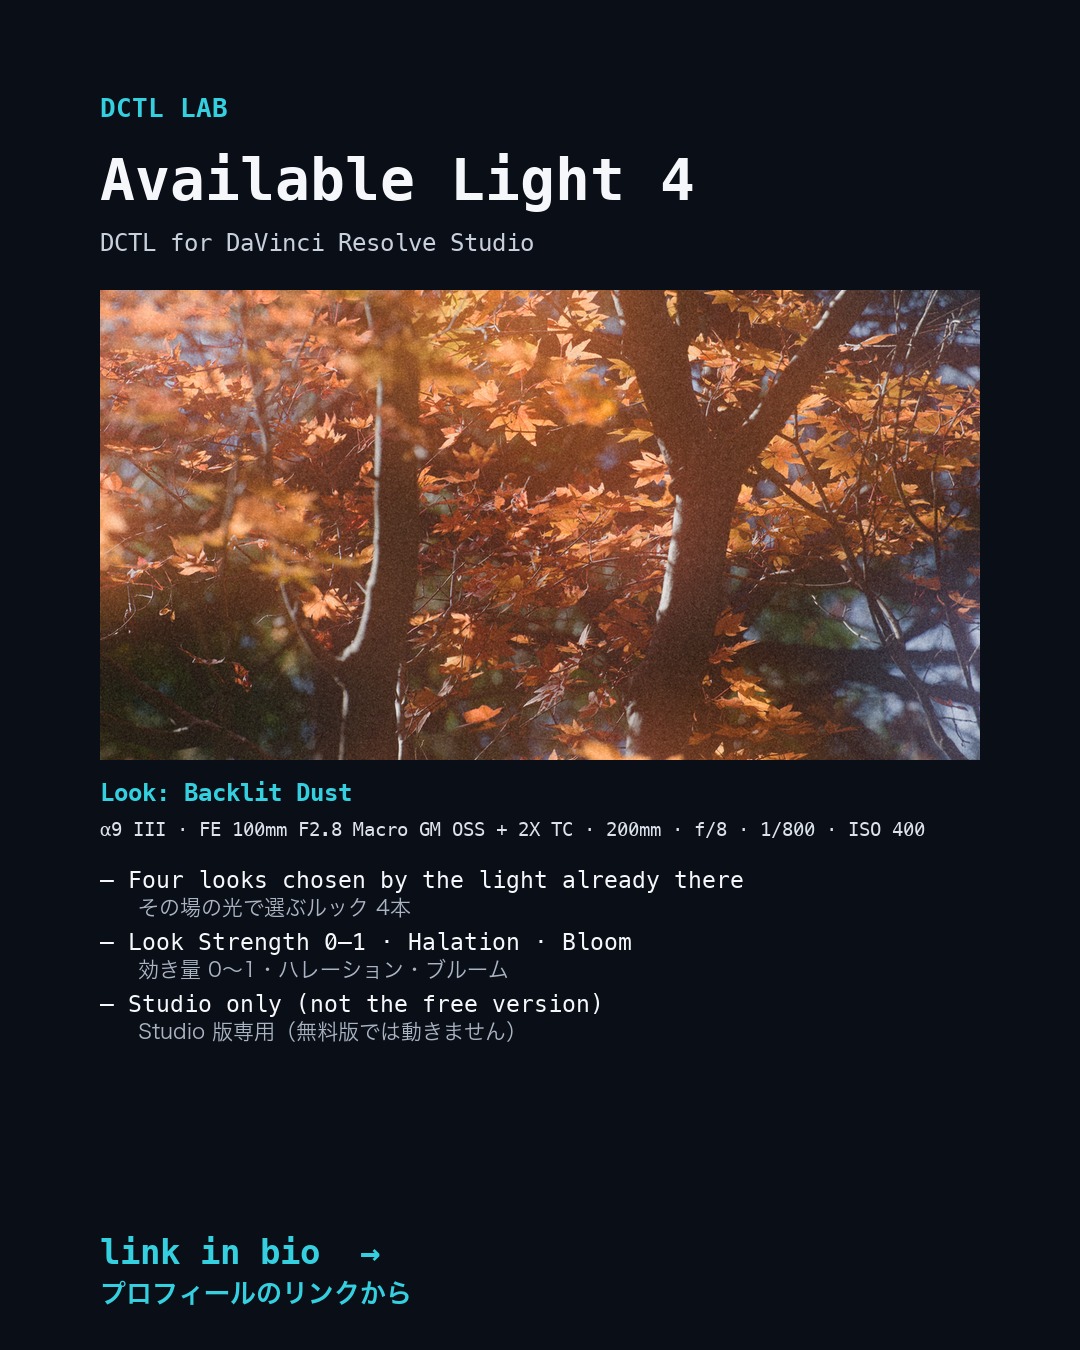 DCTL LAB
Available Light 4
DCTL for DaVinci Resolve Studio
Look: Backlit Dust
α9 III · FE 100mm F2.8 Macro GM OSS + 2X TC · 200mm · f/8 · 1/800 · ISO 400
— Four looks chosen by the light already there
その場の光で選ぶルック 4本
— Look Strength 0–1 · Halation · Bloom
効き量 0〜1・ハレーション・ブルーム
— Studio only (not the free version)
Studio 版専用（無料版では動きません）
link in bio →
プロフィールのリンクから